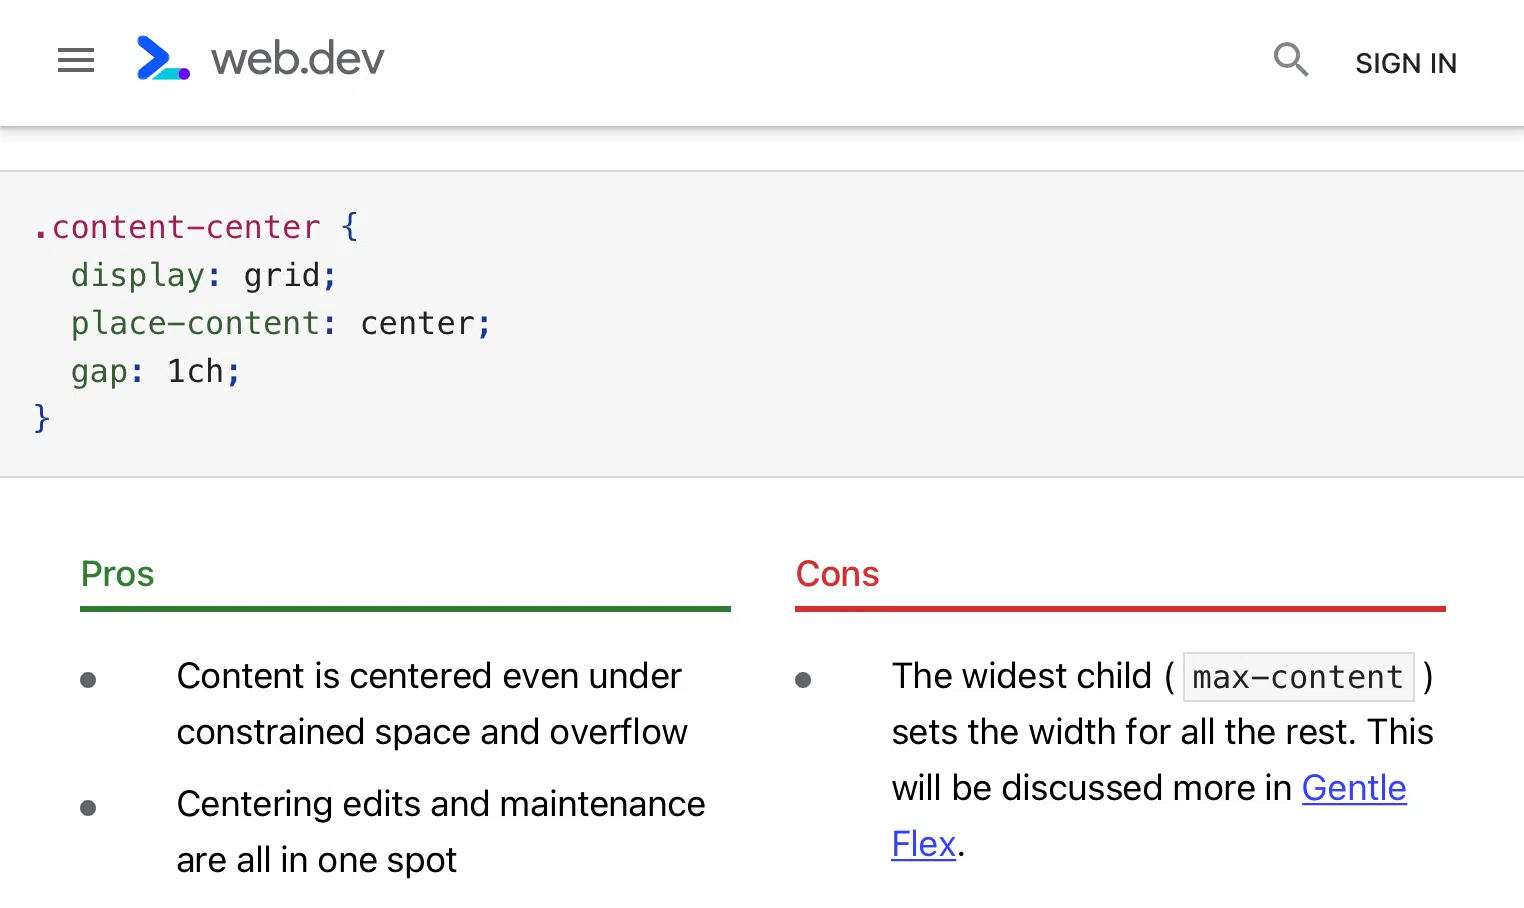 web.dev
SIGN IN
.content-center {
  display: grid;
  place-content: center;
  gap: 1ch;
}
Pros
Content is centered even under
constrained space and overflow
Centering edits and maintenance
are all in one spot
Cons
The widest child ( max-content )
sets the width for all the rest. This
will be discussed more in Gentle
Flex.